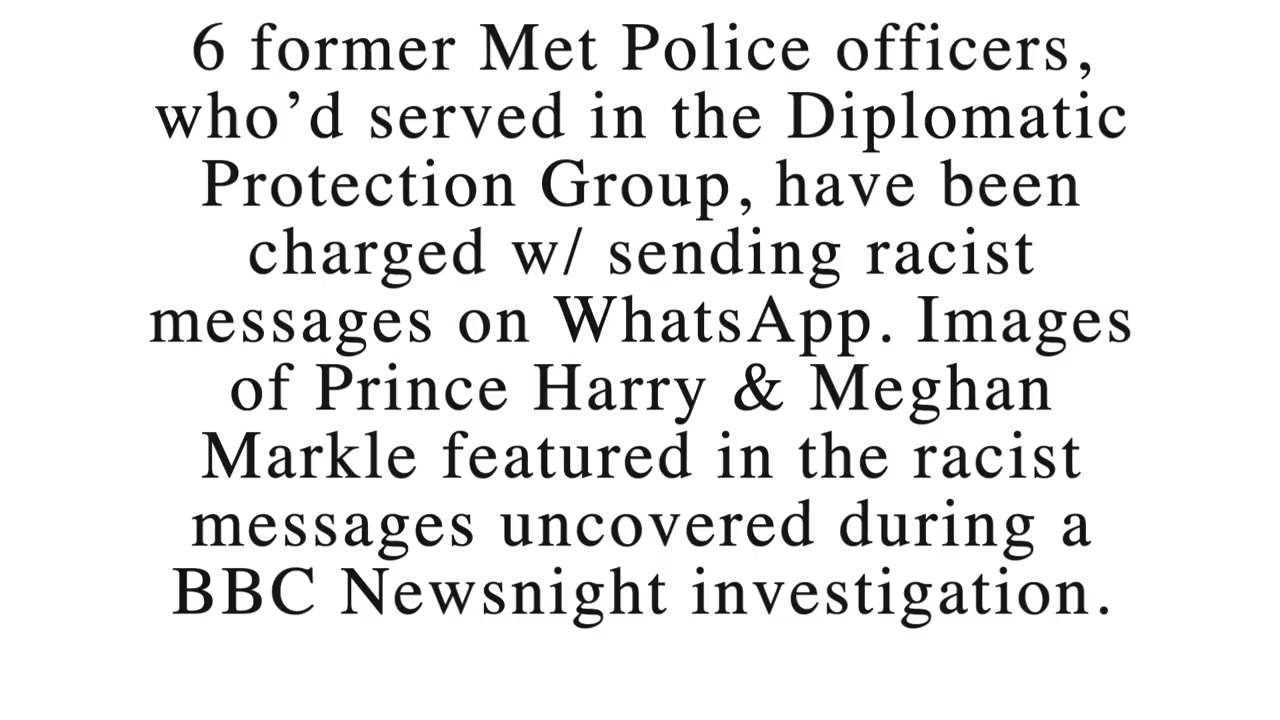 6 former Met Police officers,
who’d served in the Diplomatic
Protection Group, have been
charged w/ sending racist
messages on WhatsApp. Images
of Prince Harry & Meghan
Markle featured in the racist
messages uncovered during a
BBC Newsnight investigation.